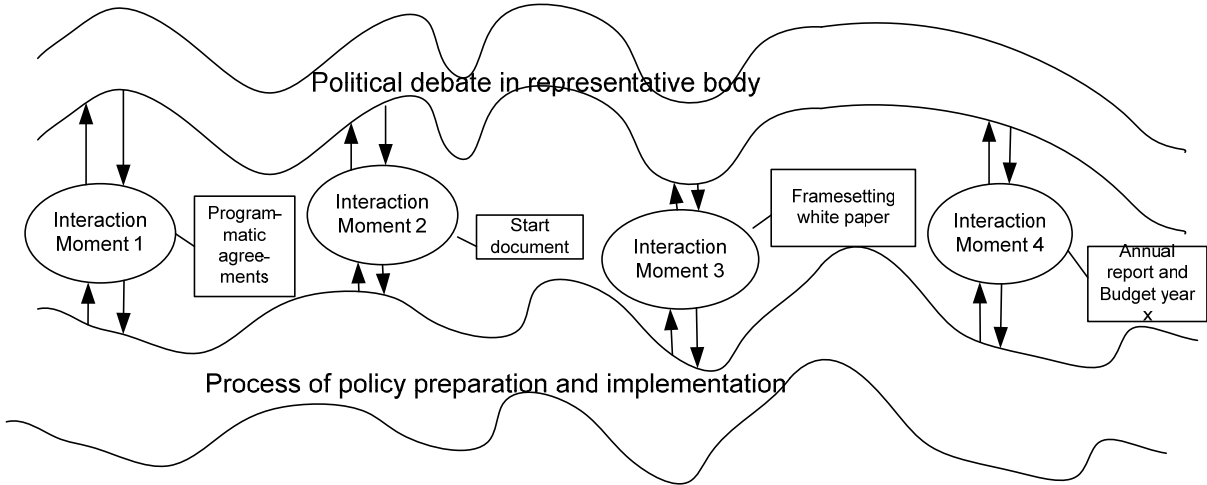 Political debate in representative body
Interaction
Moment 1
Program-
matic
agree-
ments
Interaction
Moment 2
Start
document
Interaction
Moment 3
Framesetting
white paper
Interaction
Moment 4
Annual
report and
Budget year
x
Process of policy preparation and implementation